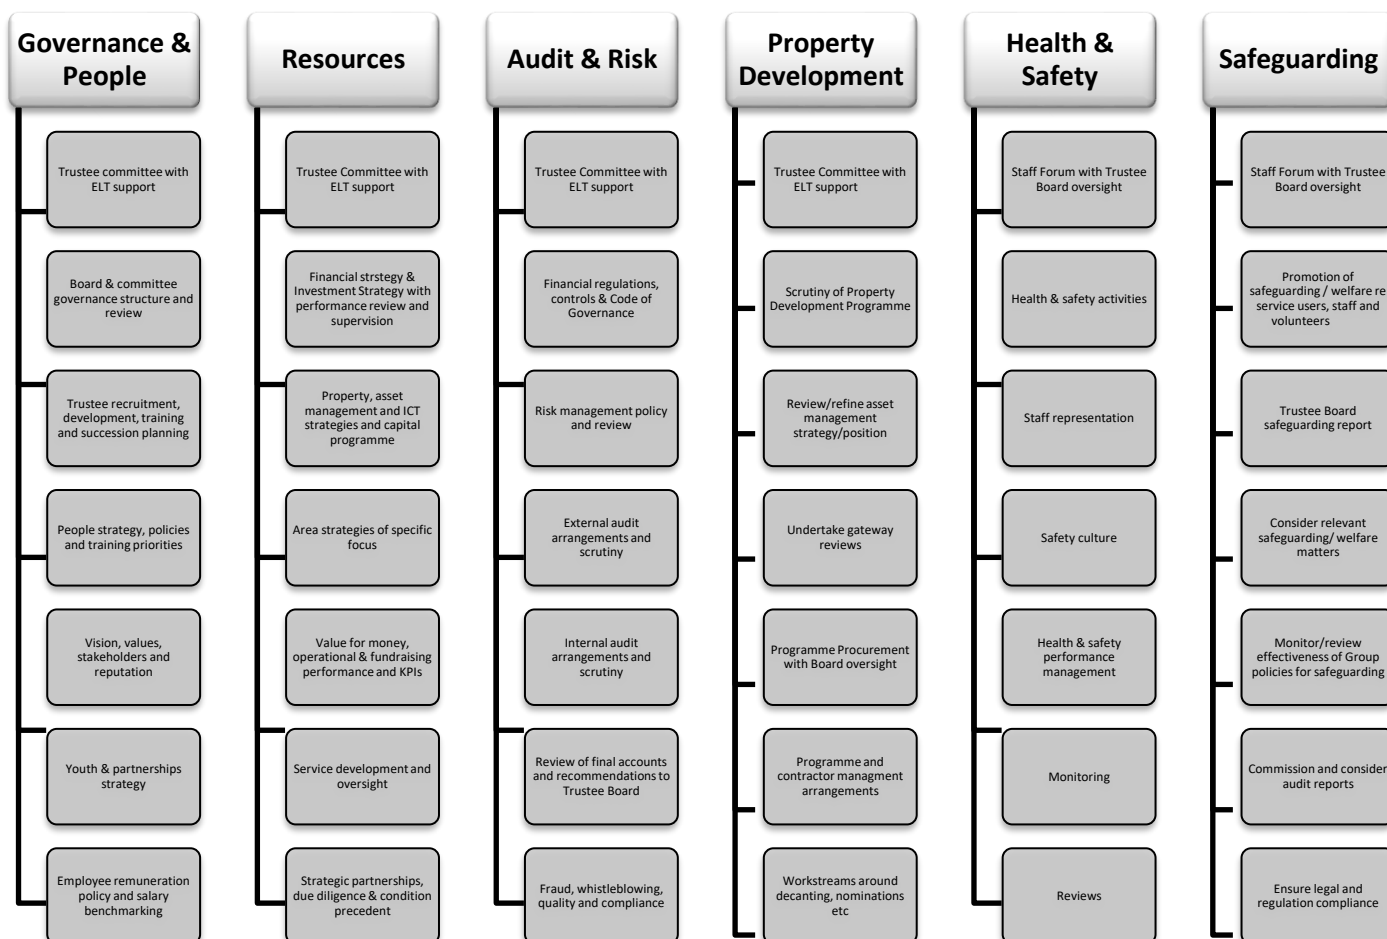 Governance &
People
Trustee committee with
ELT support
Board & committee
governance structure and
review
Trustee recruitment,
development, training
and succession planning
People strategy, policies
and training priorities
Vision, values,
stakeholders and
reputation
Youth & partnerships
strategy
Employee remuneration
policy and salary
benchmarking
Resources
Trustee Committee with
ELT support
Financial strstegy &
Investment Strategy with
performance review and
supervision
Property, asset
management and ICT
strategies and capital
programme
Area strategies of specific
focus
Value for money,
operational & fundraising
performance and KPIs
Service development and
oversight
Strategic partnerships,
due diligence & condition
precedent
Audit & Risk
Trustee Committee with
ELT support
Financial regulations,
controls & Code of
Governance
Risk management policy
and review
External audit
arrangements and
scrutiny
Internal audit
arrangements and
scrutiny
Review of final accounts
and recommendations to
Trustee Board
Fraud, whistleblowing,
quality and compliance
Property
Development
Trustee Committee with
ELT support
Scrutiny of Property
Development Programme
Review/refine asset
management
strategy/position
Undertake gateway
reviews
Programme Procurement
with Board oversight
Programme and
contractor managment
arrangements
Workstreams around
decanting, nominations
etc
Health &
Safety
Staff Forum with Trustee
Board oversight
Health & safety activities
Staff representation
Safety culture
Health & safety
performance
management
Monitoring
Reviews
Safeguarding
Staff Forum with Trustee
Board oversight
Promotion of
safeguarding / welfare re
service users, staff and
volunteers
Trustee Board
safeguarding report
Consider relevant
safeguarding/ welfare
matters
Monitor/review
effectiveness of Group
policies for safeguarding
Commission and consider
audit reports
Ensure legal and
regulation compliance